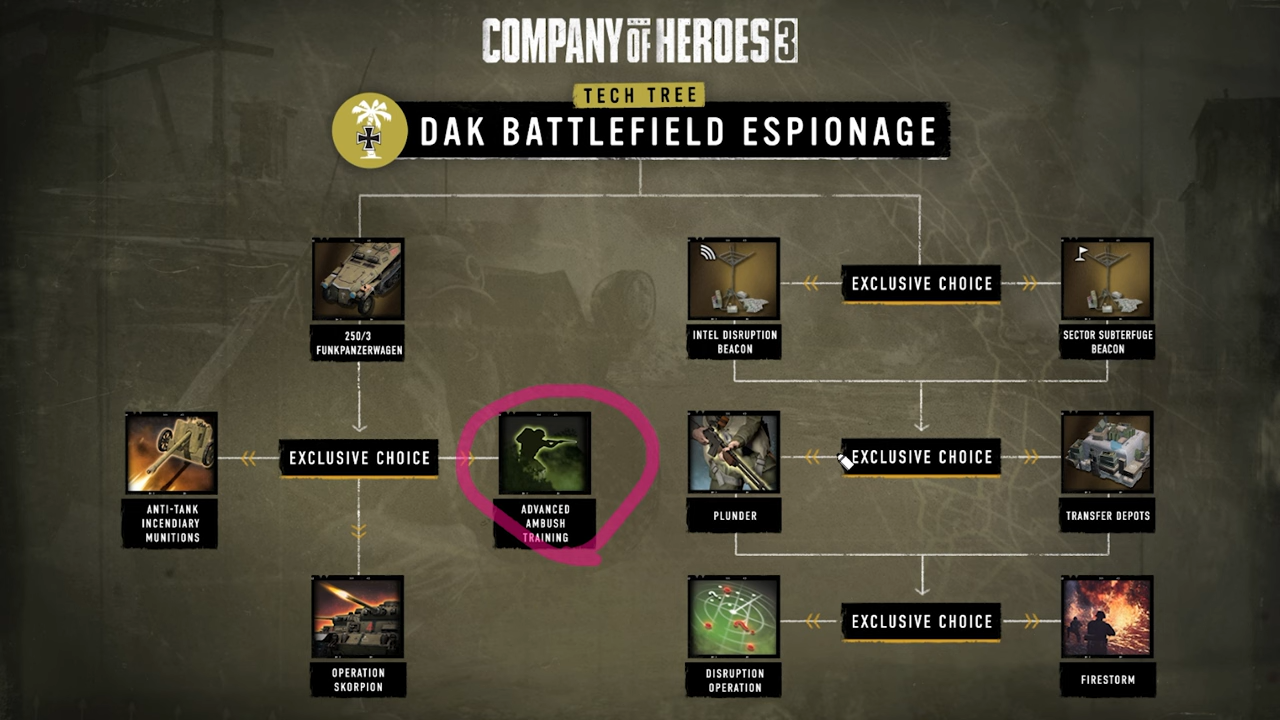 COMPANY OF HEROES 3
TECH TREE
DAK BATTLEFIELD ESPIONAGE
250/3
FUNKPANZERWAGEN
INTEL DISRUPTION
BEACON
EXCLUSIVE CHOICE
SECTOR SUBTERFUGE
BEACON
ANTI-TANK
INCENDIARY
MUNITIONS
EXCLUSIVE CHOICE
ADVANCED
AMBUSH
TRAINING
PLUNDER
EXCLUSIVE CHOICE
TRANSFER DEPOTS
OPERATION
SKORPION
DISRUPTION
OPERATION
EXCLUSIVE CHOICE
FIRESTORM